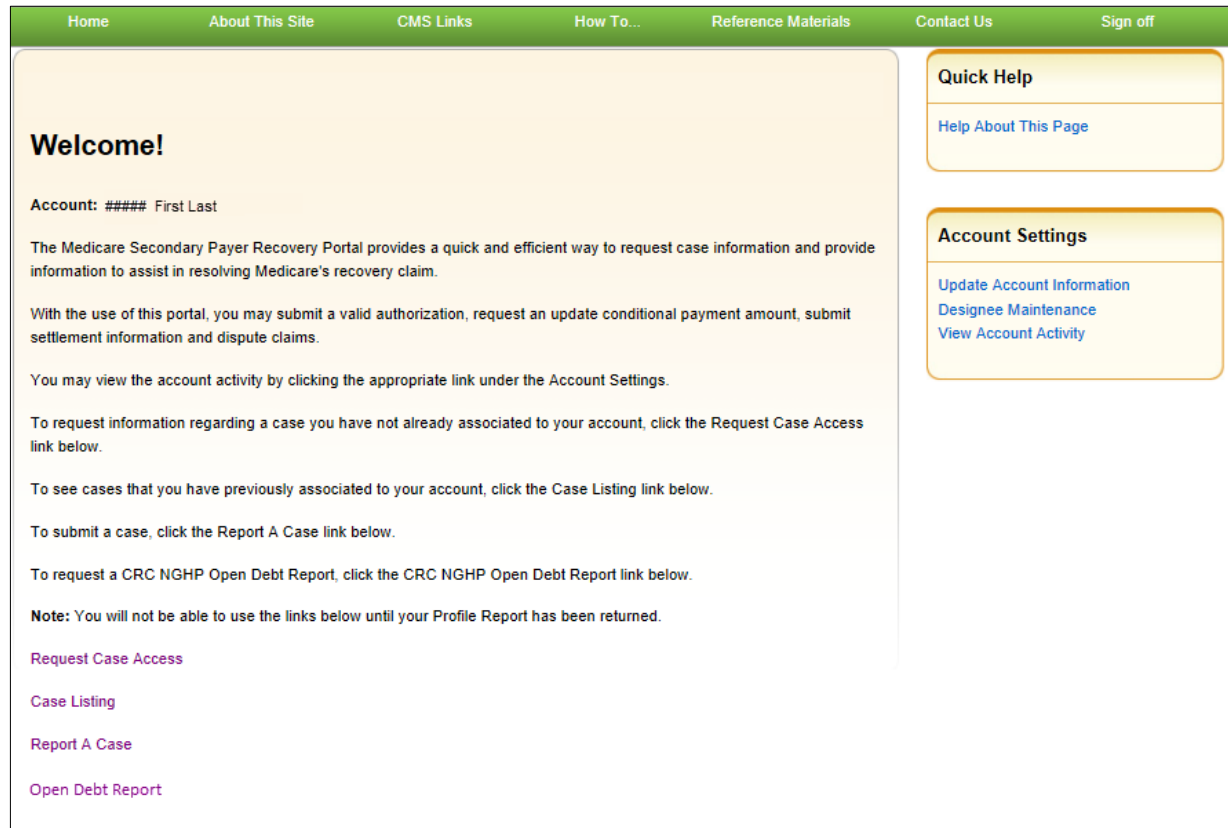 Home About This Site CMS Links How To... Reference Materials Contact Us Sign off
Welcome!
Account: ##### First Last
The Medicare Secondary Payer Recovery Portal provides a quick and efficient way to request case information and provide
information to assist in resolving Medicare's recovery claim.
With the use of this portal, you may submit a valid authorization, request an update conditional payment amount, submit
settlement information and dispute claims.
You may view the account activity by clicking the appropriate link under the Account Settings.
To request information regarding a case you have not already associated to your account, click the Request Case Access
link below.
To see cases that you have previously associated to your account, click the Case Listing link below.
To submit a case, click the Report A Case link below.
To request a CRC NGHP Open Debt Report, click the CRC NGHP Open Debt Report link below.
Note: You will not be able to use the links below until your Profile Report has been returned.
Request Case Access
Case Listing
Report A Case
Open Debt Report
Quick Help
Help About This Page
Account Settings
Update Account Information
Designee Maintenance
View Account Activity